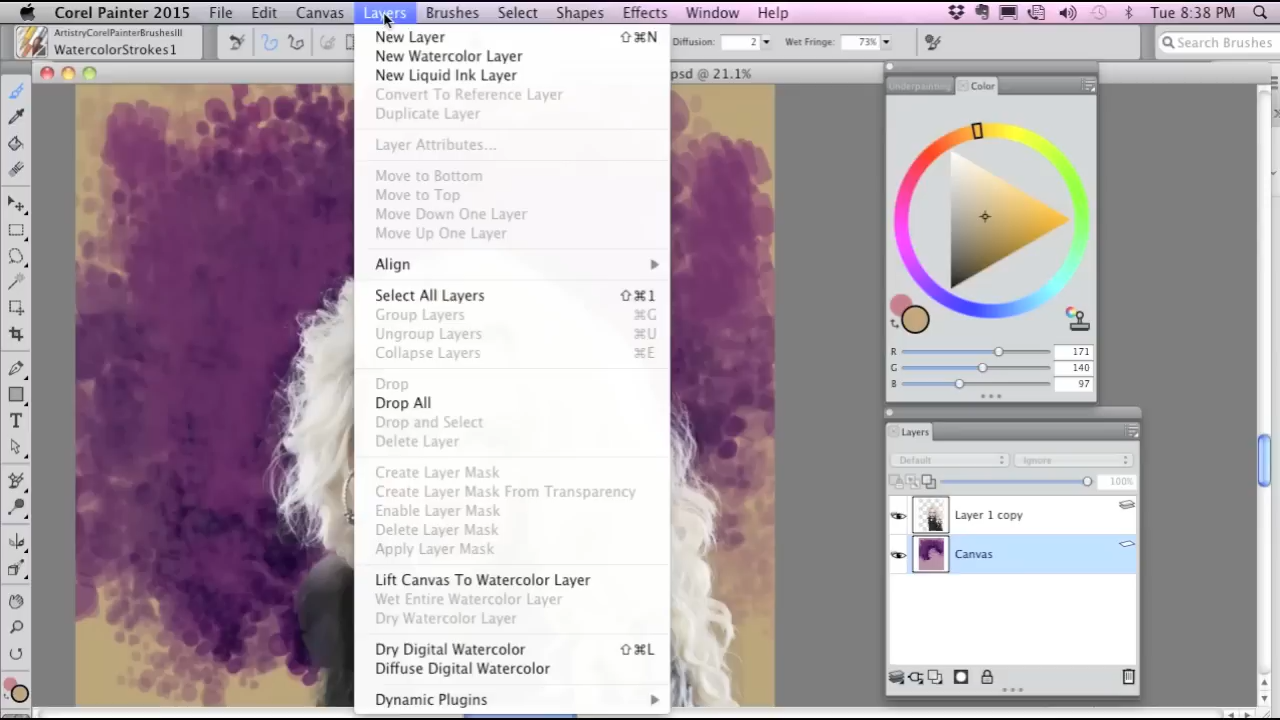 Corel Painter 2015 File Edit Canvas Layers Brushes Select Shapes Effects Window Help Tue 8:38 PM
ArtistryCorelPainterBrushesIII
WatercolorStrokes1
Diffusion: 2 Wet Fringe: 73%
Search Brushes
psd @ 21.1%
New Layer ⇧⌘N
New Watercolor Layer
New Liquid Ink Layer
Convert To Reference Layer
Duplicate Layer
Layer Attributes...
Move to Bottom
Move to Top
Move Down One Layer
Move Up One Layer
Align
Select All Layers ⇧⌘1
Group Layers ⌘G
Ungroup Layers ⌘U
Collapse Layers ⌘E
Drop
Drop All
Drop and Select
Delete Layer
Create Layer Mask
Create Layer Mask From Transparency
Enable Layer Mask
Delete Layer Mask
Apply Layer Mask
Lift Canvas To Watercolor Layer
Wet Entire Watercolor Layer
Dry Watercolor Layer
Dry Digital Watercolor ⇧⌘L
Diffuse Digital Watercolor
Dynamic Plugins
Underpainting Color
R 171
G 140
B 97
Layers
Default Ignore
100%
Layer 1 copy
Canvas
T